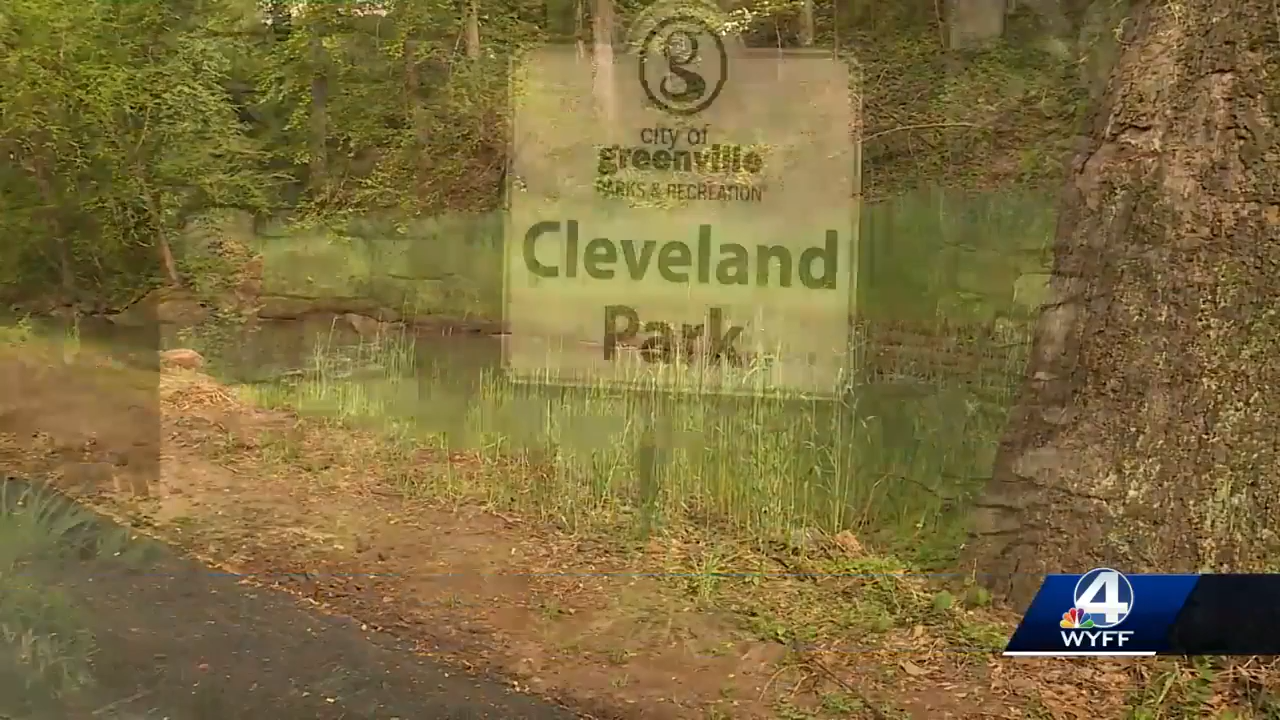 g
city of
greenville
PARKS & RECREATION
Cleveland
Park
4
WYFF